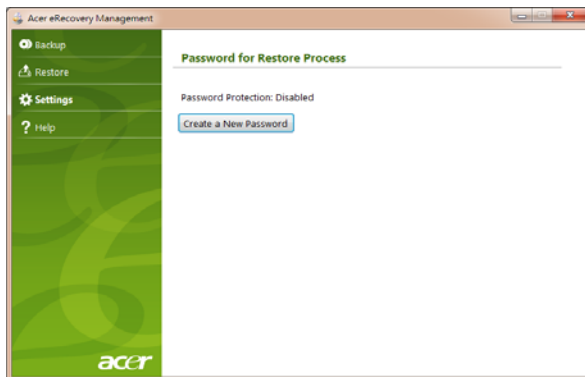 Acer eRecovery Management
Backup
Restore
Settings
Help
Password for Restore Process
Password Protection: Disabled
Create a New Password
acer